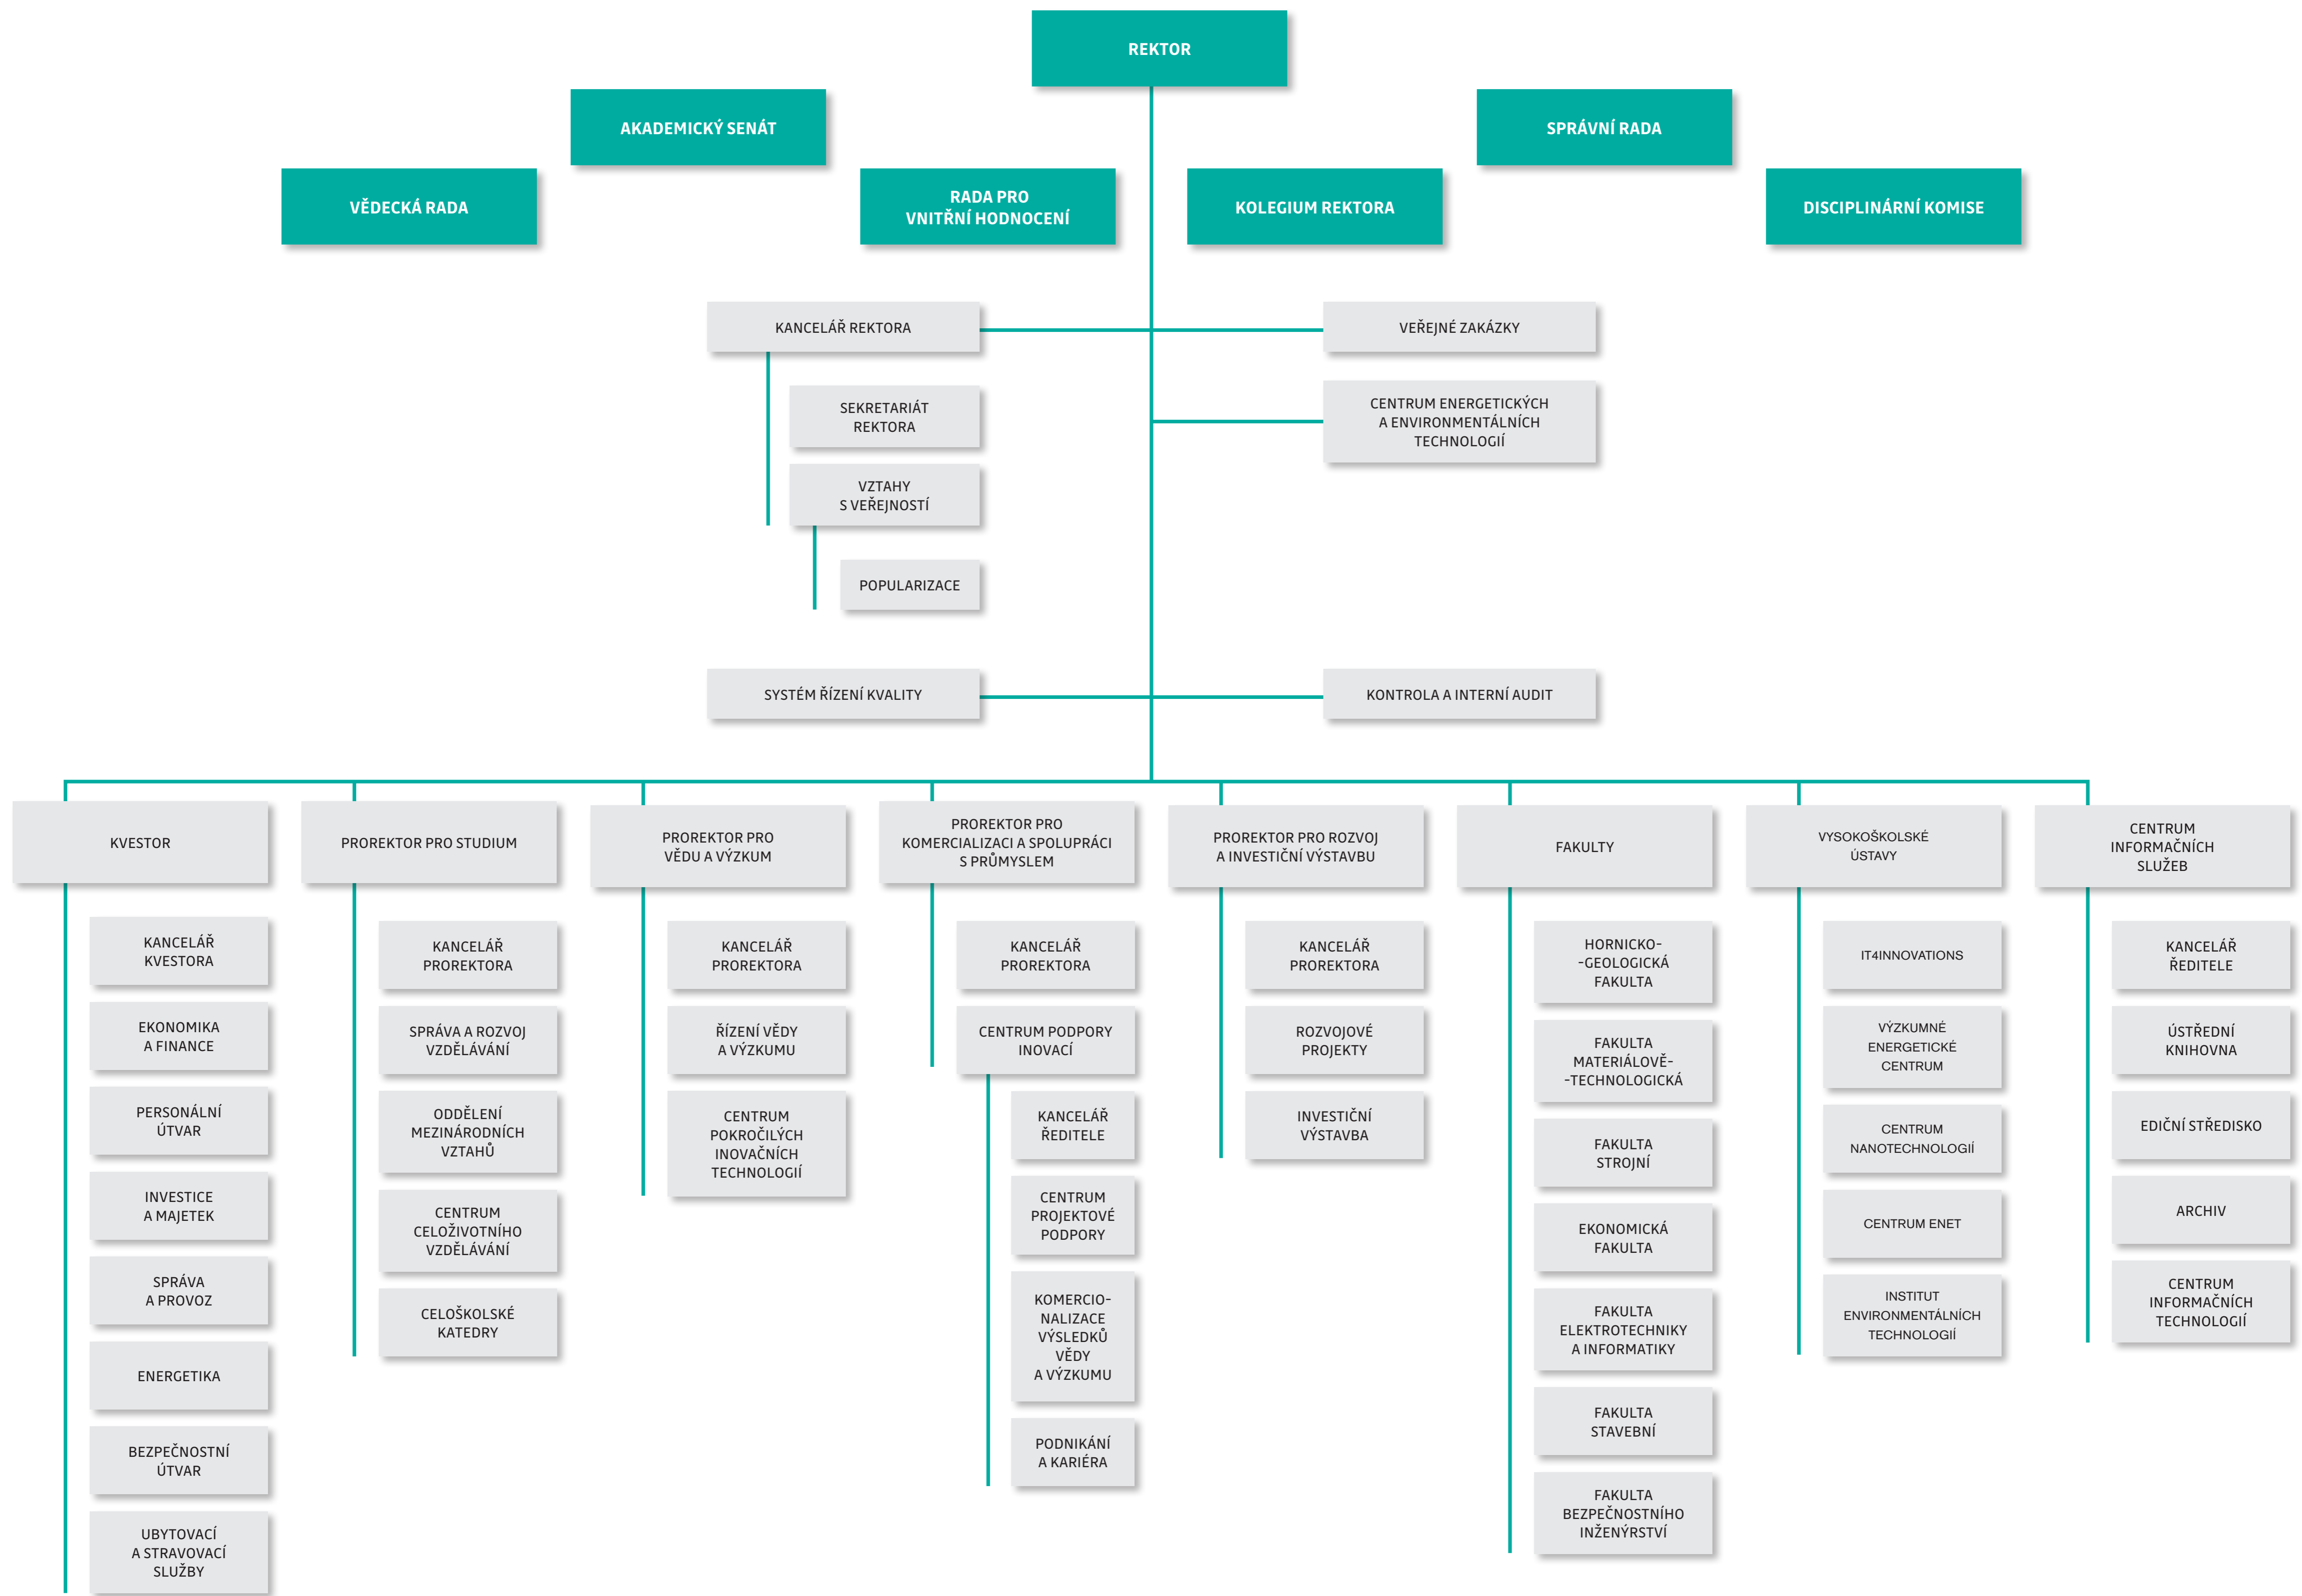 REKTOR
AKADEMICKÝ SENÁT
SPRÁVNÍ RADA
VĚDECKÁ RADA
RADA PRO
VNITŘNÍ HODNOCENÍ
KOLEGIUM REKTORA
DISCIPLINÁRNÍ KOMISE
KANCELÁŘ REKTORA
VEŘEJNÉ ZAKÁZKY
SEKRETARIÁT
REKTORA
CENTRUM ENERGETICKÝCH
A ENVIRONMENTÁLNÍCH
TECHNOLOGIÍ
VZTAHY
S VEŘEJNOSTÍ
POPULARIZACE
SYSTÉM ŘÍZENÍ KVALITY
KONTROLA A INTERNÍ AUDIT
KVESTOR
KANCELÁŘ
KVESTORA
EKONOMIKA
A FINANCE
PERSONÁLNÍ
ÚTVAR
INVESTICE
A MAJETEK
SPRÁVA
A PROVOZ
ENERGETIKA
BEZPEČNOSTNÍ
ÚTVAR
UBYTOVACÍ
A STRAVOVACÍ
SLUŽBY
PROREKTOR PRO STUDIUM
KANCELÁŘ
PROREKTORA
SPRÁVA A ROZVOJ
VZDĚLÁVÁNÍ
ODDĚLENÍ
MEZINÁRODNÍCH
VZTAHŮ
CENTRUM
CELOŽIVOTNÍHO
VZDĚLÁVÁNÍ
CELOŠKOLSKÉ
KATEDRY
PROREKTOR PRO
VĚDU A VÝZKUM
KANCELÁŘ
PROREKTORA
ŘÍZENÍ VĚDY
A VÝZKUMU
CENTRUM
POKROČILÝCH
INOVAČNÍCH
TECHNOLOGIÍ
PROREKTOR PRO
KOMERCIALIZACI A SPOLUPRÁCI
S PRŮMYSLEM
KANCELÁŘ
PROREKTORA
CENTRUM PODPORY
INOVACÍ
KANCELÁŘ
ŘEDITELE
CENTRUM
PROJEKTOVÉ
PODPORY
KOMERCIO-
NALIZACE
VÝSLEDKŮ
VĚDY
A VÝZKUMU
PODNIKÁNÍ
A KARIÉRA
PROREKTOR PRO ROZVOJ
A INVESTIČNÍ VÝSTAVBU
KANCELÁŘ
PROREKTORA
ROZVOJOVÉ
PROJEKTY
INVESTIČNÍ
VÝSTAVBA
FAKULTY
HORNICKO-
-GEOLOGICKÁ
FAKULTA
FAKULTA
MATERIÁLOVĚ-
-TECHNOLOGICKÁ
FAKULTA
STROJNÍ
EKONOMICKÁ
FAKULTA
FAKULTA
ELEKTROTECHNIKY
A INFORMATIKY
FAKULTA
STAVEBNÍ
FAKULTA
BEZPEČNOSTNÍHO
INŽENÝRSTVÍ
VYSOKOŠKOLSKÉ
ÚSTAVY
IT4INNOVATIONS
VÝZKUMNÉ
ENERGETICKÉ
CENTRUM
CENTRUM
NANOTECHNOLOGIÍ
CENTRUM ENET
INSTITUT
ENVIRONMENTÁLNÍCH
TECHNOLOGIÍ
CENTRUM
INFORMAČNÍCH
SLUŽEB
KANCELÁŘ
ŘEDITELE
ÚSTŘEDNÍ
KNIHOVNA
EDIČNÍ STŘEDISKO
ARCHIV
CENTRUM
INFORMAČNÍCH
TECHNOLOGIÍ